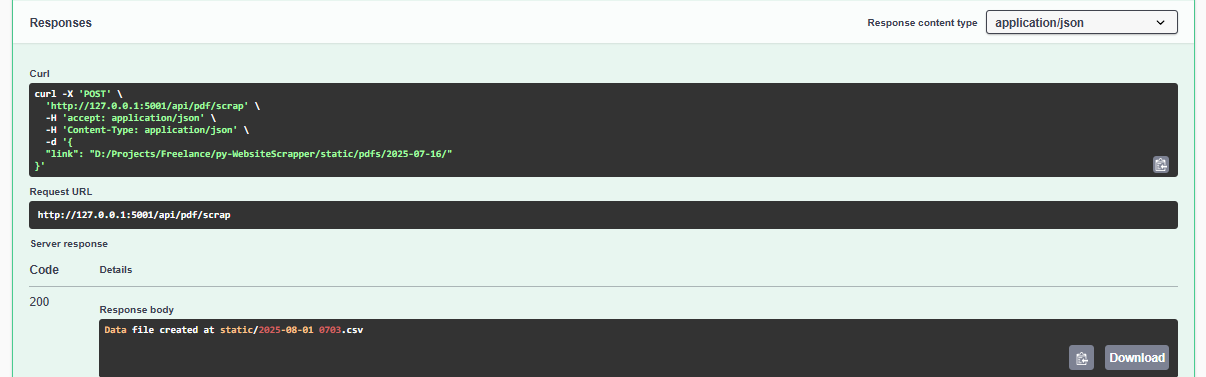 Responses
Response content type
application/json
Curl
curl -X 'POST' \
'http://127.0.0.1:5001/api/pdf/scrap' \
-H 'accept: application/json' \
-H 'Content-Type: application/json' \
-d '{
"link": "D:/Projects/Freelance/py-WebsiteScrapper/static/pdfs/2025-07-16/"
}'
Request URL
http://127.0.0.1:5001/api/pdf/scrap
Server response
Code Details
200
Response body
Data file created at static/2025-08-01 0703.csv
Download